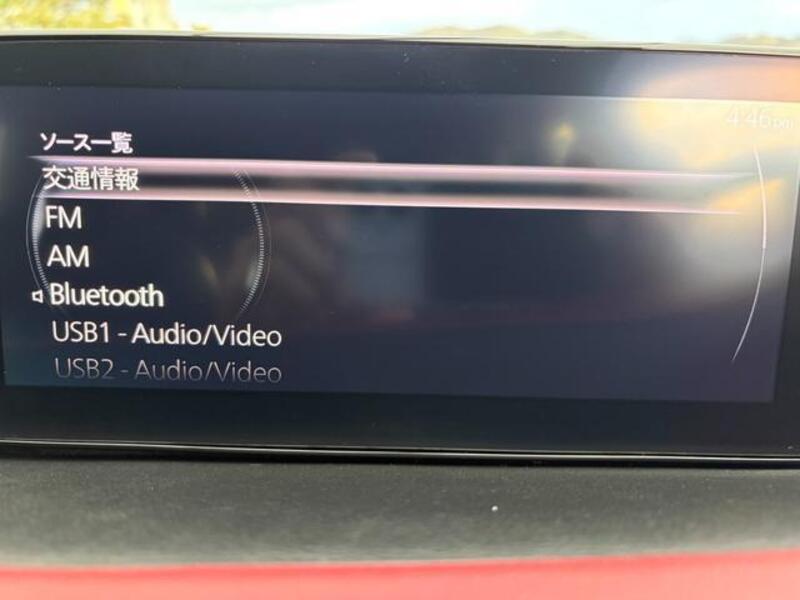 4:46pm
ソース一覧
交通情報
FM
AM
Bluetooth
USB1 - Audio/Video
USB2 - Audio/Video